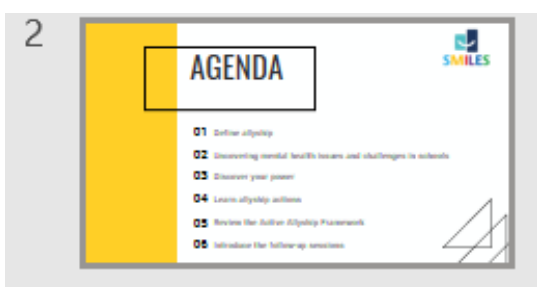 2
AGENDA
SMILES
01 Define allyship
02 Uncovering mental health issues and challenges in schools
03 Discover your power
04 Learn allyship actions
05 Review the Active Allyship Framework
06 Introduce the follow-up sessions